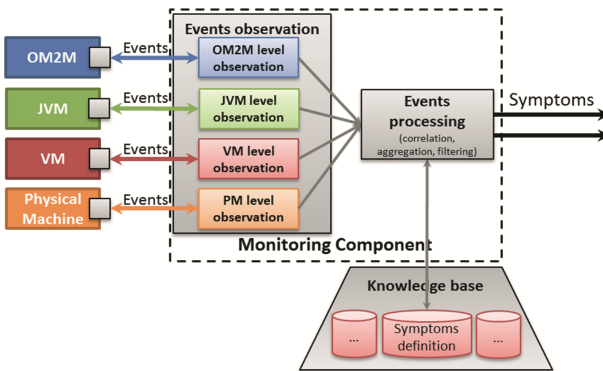 Events observation
OM2M
Events
OM2M level
observation
JVM
Events
JVM level
observation
VM
Events
VM level
observation
Physical
Machine
Events
PM level
observation
Events
processing
(correlation,
aggregation, filtering)
Symptoms
Monitoring Component
Knowledge base
...
Symptoms
definition
...